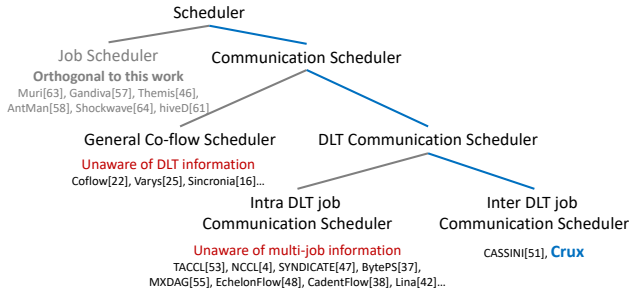 Scheduler
Job Scheduler
Orthogonal to this work
Muri[63], Gandiva[57], Themis[46],
AntMan[58], Shockwave[64], hiveD[61]
Communication Scheduler
General Co-flow Scheduler
Unaware of DLT information
Coflow[22], Varys[25], Sincronia[16]...
DLT Communication Scheduler
Intra DLT job
Communication Scheduler
Unaware of multi-job information
TACCL[53], NCCL[4], SYNDICATE[47], BytePS[37],
MXDAG[55], EchelonFlow[48], CadentFlow[38], Lina[42]...
Inter DLT job
Communication Scheduler
CASSINI[51], Crux